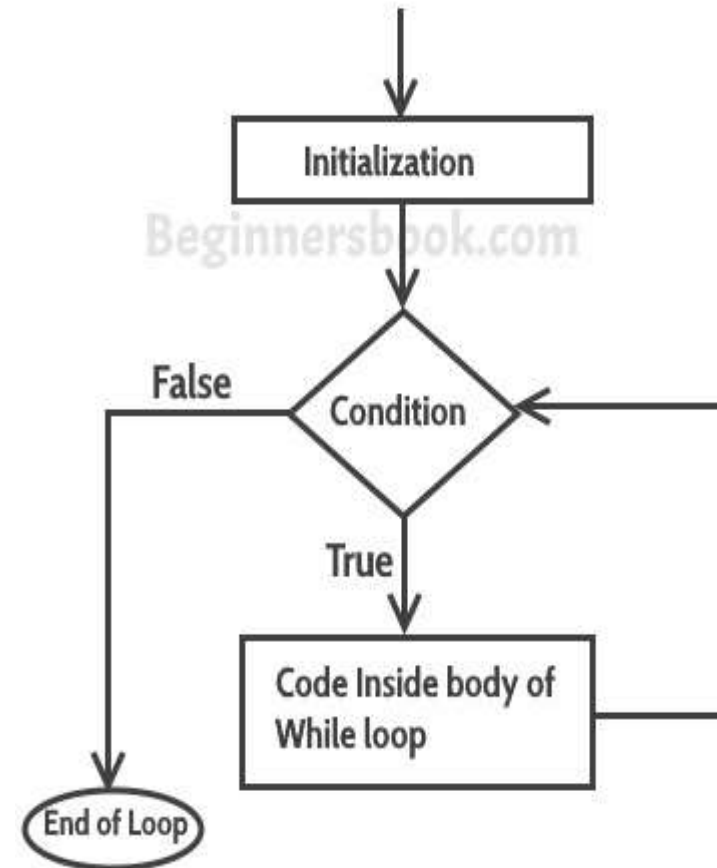 Initialization
Beginnersbook.com
False
Condition
True
Code Inside body of
While loop
End of Loop